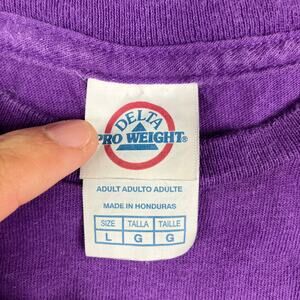 DELTA
PRO WEIGHT®
ADULT ADULTO ADULTE
MADE IN HONDURAS
SIZE TALLA TAILLE
L G G